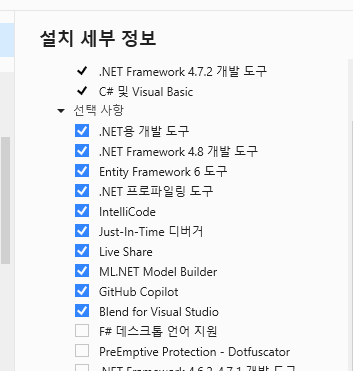 설치 세부 정보
.NET Framework 4.7.2 개발 도구
C# 및 Visual Basic
선택 사항
.NET용 개발 도구
.NET Framework 4.8 개발 도구
Entity Framework 6 도구
.NET 프로파일링 도구
IntelliCode
Just-In-Time 디버거
Live Share
ML.NET Model Builder
GitHub Copilot
Blend for Visual Studio
F# 데스크톱 언어 지원
PreEmptive Protection - Dotfuscator
.NET Framework 4.6.2-4.7.1 개발 도구